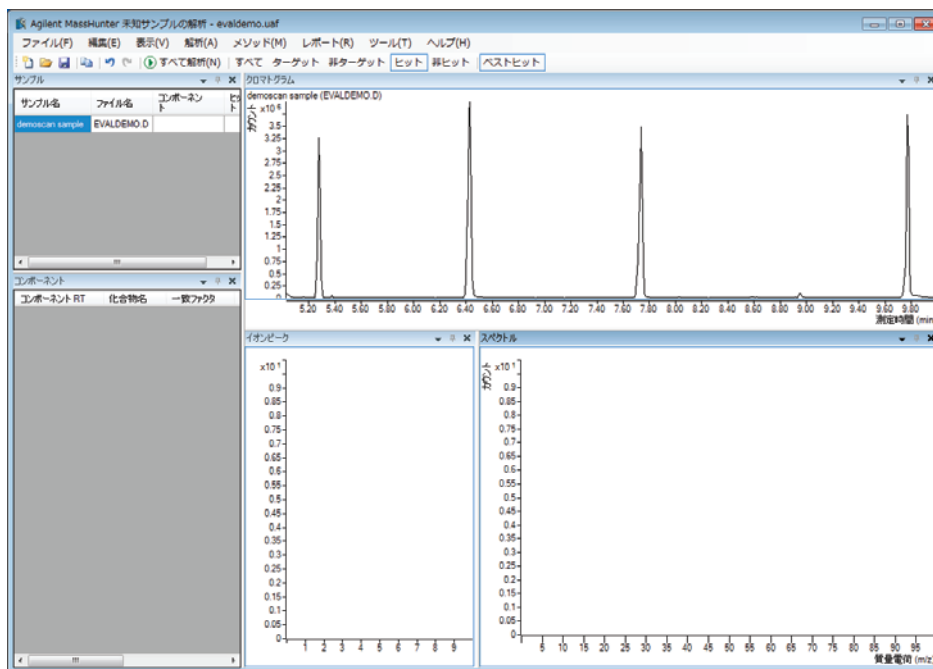 Agilent MassHunter 未知サンプルの解析 - evaldemo.uaf
ファイル(F) 編集(E) 表示(V) 解析(A) メソッド(M) レポート(R) ツール(T) ヘルプ(H)
すべて解析(N) すべて ターゲット 非ターゲット ヒット 非ヒット ベストヒット
サンプル
サンプル名 ファイル名 コンポーネント ヒット
demoscan sample EVALDEMO.D
クロマトグラム
demoscan sample (EVALDEMO.D)
カウント x10 6
3.5
3.25
3
2.75
2.5
2.25
2
1.75
1.5
1.25
1
0.75
0.5
0.25
0
5.20 5.40 5.60 5.80 6.00 6.20 6.40 6.60 6.80 7.00 7.20 7.40 7.60 7.80 8.00 8.20 8.40 8.60 8.80 9.00 9.20 9.40 9.60 9.80
測定時間 (min)
コンポーネント
コンポーネント RT 化合物名 一致ファクタ
イオンピーク
x10 1
0.9
0.85
0.8
0.75
0.7
0.65
0.6
0.55
0.5
0.45
0.4
0.35
0.3
0.25
0.2
0.15
0.1
0.05
0
1 2 3 4 5 6 7 8 9
スペクトル
カウント x10 1
0.9
0.85
0.8
0.75
0.7
0.65
0.6
0.55
0.5
0.45
0.4
0.35
0.3
0.25
0.2
0.15
0.1
0.05
0
5 10 15 20 25 30 35 40 45 50 55 60 65 70 75 80 85 90 95
質量電荷 (m/z)